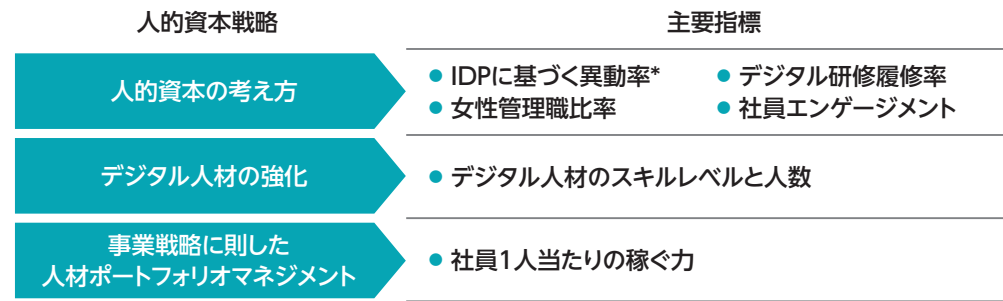 人的資本戦略
主要指標
人的資本の考え方
● IDPに基づく異動率*
● デジタル研修履修率
● 女性管理職比率
● 社員エンゲージメント
デジタル人材の強化
● デジタル人材のスキルレベルと人数
事業戦略に則した
人材ポートフォリオマネジメント
● 社員1人当たりの稼ぐ力